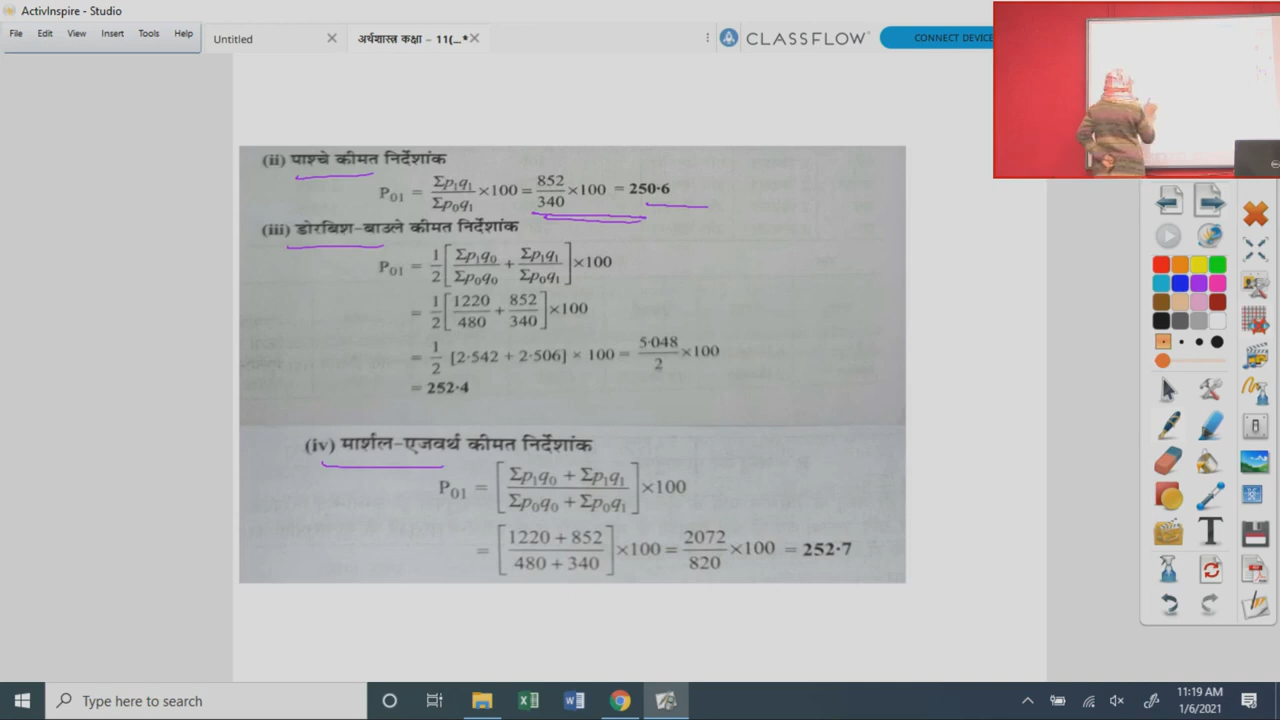 ActivInspire - Studio
File Edit View Insert Tools Help
Untitled
अर्थशास्त्र कक्षा – 11(...*
CLASSFLOW
CONNECT DEVICE
(ii) पाश्चे कीमत निर्देशांक
P₀₁ = Σp₁q₁/Σp₀q₁ ×100 = 852/340 ×100 = 250·6
(iii) डोरबिश-बाउले कीमत निर्देशांक
P₀₁ = 1/2 [Σp₁q₀/Σp₀q₀ + Σp₁q₁/Σp₀q₁] ×100
= 1/2 [1220/480 + 852/340] ×100
= 1/2 [2·542 + 2·506] × 100 = 5·048/2 ×100
= 252·4
(iv) मार्शल-एजवर्थ कीमत निर्देशांक
P₀₁ = [Σp₁q₀ + Σp₁q₁/Σp₀q₀ + Σp₀q₁] ×100
= [1220 + 852/480 + 340] ×100 = 2072/820 ×100 = 252·7
Type here to search
11:19 AM
1/6/2021